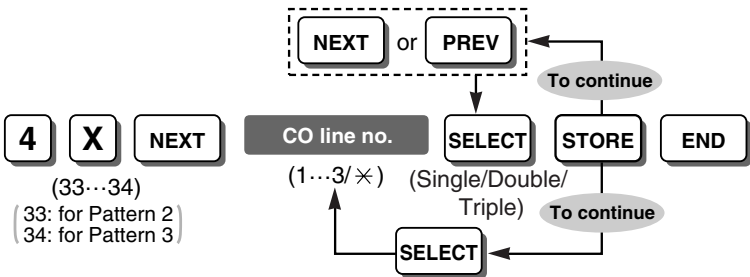 NEXT or PREV
To continue
4 X NEXT CO line no. SELECT STORE END
(33···34) (1···3/✳) (Single/Double/
Triple)
33: for Pattern 2
34: for Pattern 3
To continue
SELECT